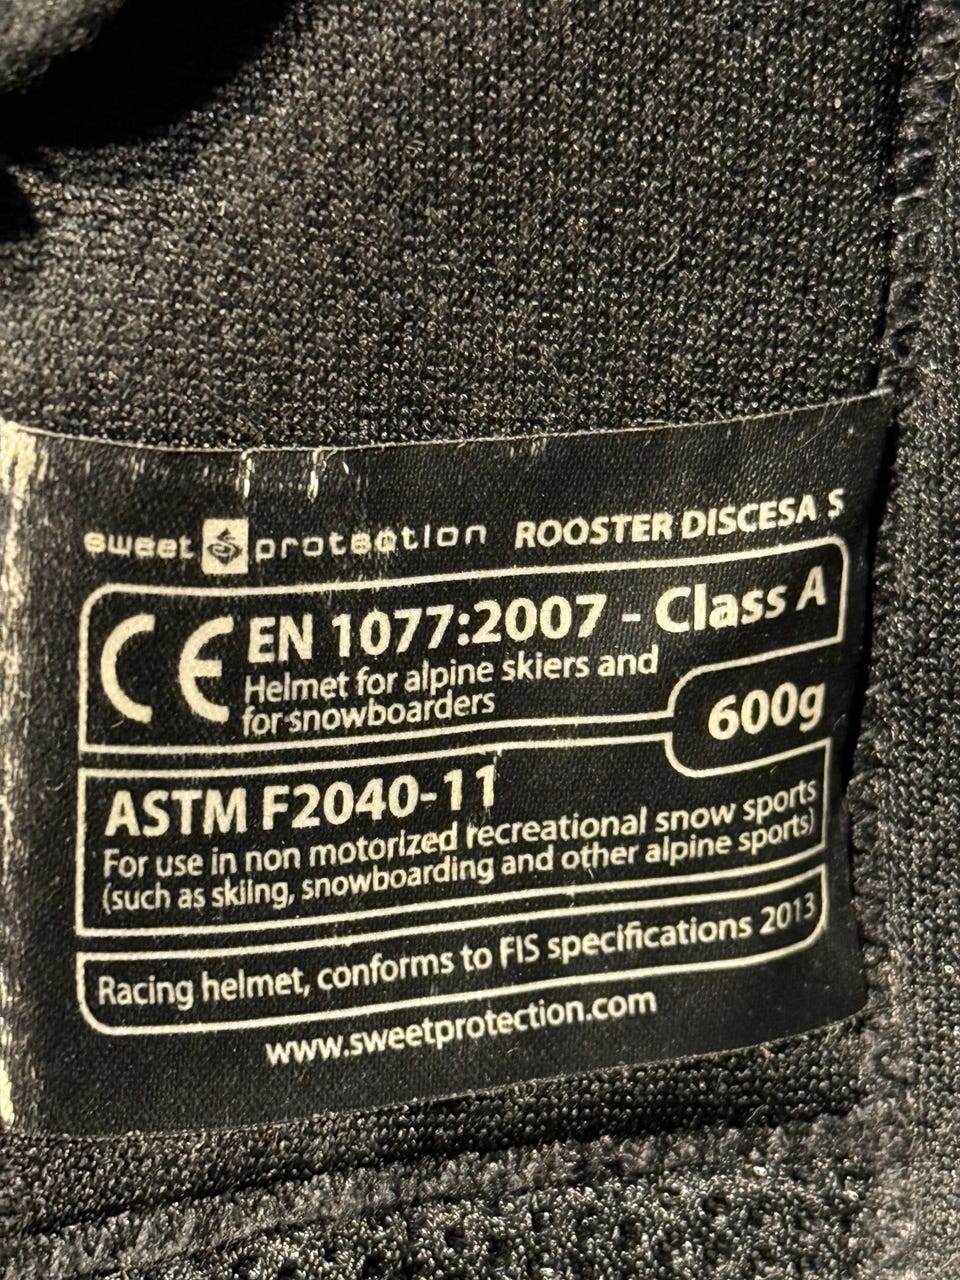 sweet protection ROOSTER DISCESA S
CE EN 1077:2007 - Class A
Helmet for alpine skiers and
for snowboarders
600g
ASTM F2040-11
For use in non motorized recreational snow sports
(such as skiing, snowboarding and other alpine sports)
Racing helmet, conforms to FIS specifications 2013
www.sweetprotection.com